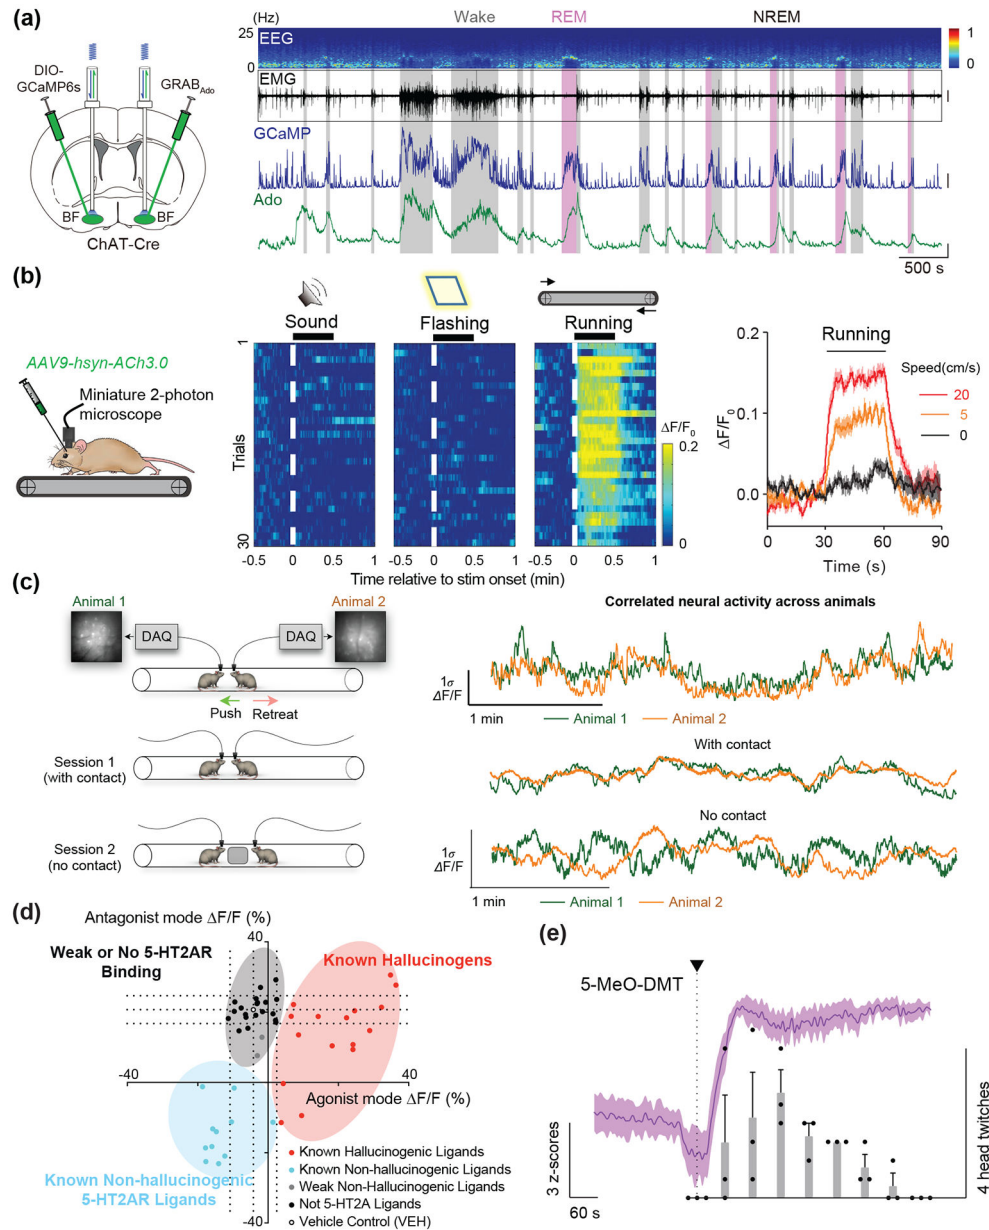 (a)
DIO-
GCaMP6s
GRAB_Ado
BF
BF
ChAT-Cre
(Hz)
Wake
REM
NREM
25
0
EEG
1
0
EMG
GCaMP
Ado
500 s
(b)
AAV9-hsyn-ACh3.0
Miniature 2-photon
microscope
Sound
Flashing
Running
1
Trials
30
-0.5 0 0.5 1
-0.5 0 0.5 1
-0.5 0 0.5 1
Time relative to stim onset (min)
ΔF/F₀
0.2
0
Running
Speed(cm/s)
20
5
0
ΔF/F₀
0.2
0.1
0.0
0 30 60 90
Time (s)
(c)
Animal 1
Animal 2
DAQ
DAQ
Push
Retreat
Session 1
(with contact)
Session 2
(no contact)
Correlated neural activity across animals
1σ
ΔF/F
1 min
Animal 1
Animal 2
With contact
No contact
1σ
ΔF/F
1 min
Animal 1
Animal 2
(d)
Antagonist mode ΔF/F (%)
Weak or No 5-HT2AR
Binding
40
Known Hallucinogens
-40
40
Agonist mode ΔF/F (%)
Known Non-hallucinogenic
5-HT2AR Ligands
-40
Known Hallucinogenic Ligands
Known Non-hallucinogenic Ligands
Weak Non-Hallucinogenic Ligands
Not 5-HT2A Ligands
Vehicle Control (VEH)
(e)
5-MeO-DMT
3 z-scores
60 s
4 head twitches